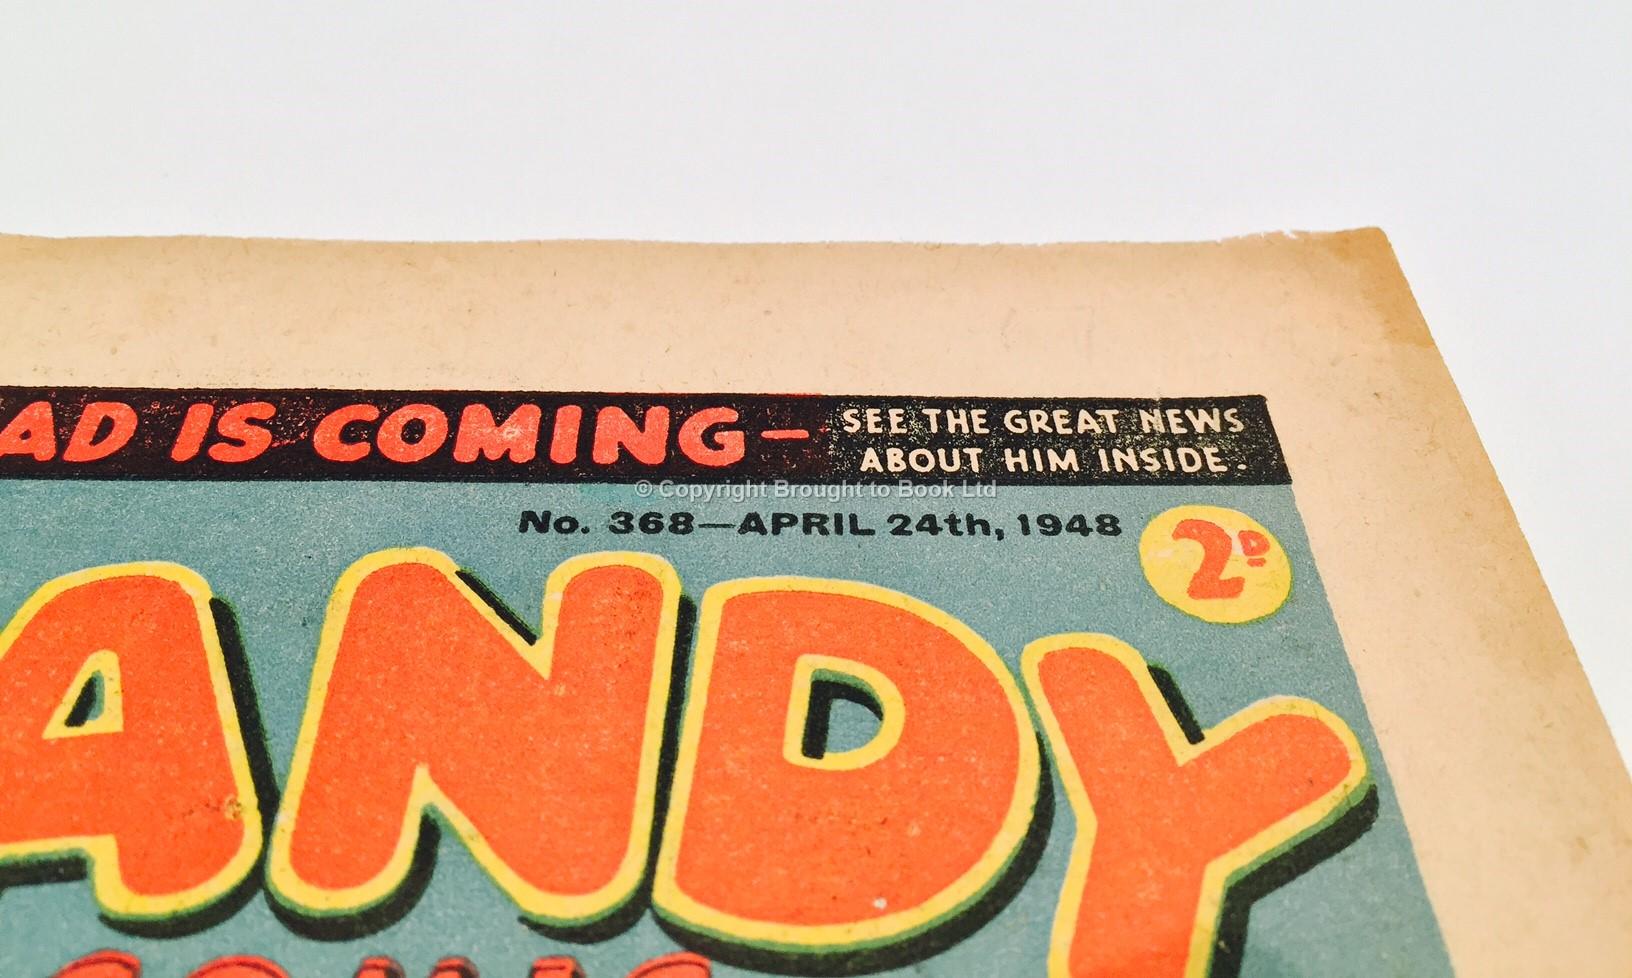 AD IS COMING—
SEE THE GREAT NEWS
ABOUT HIM INSIDE.
© Copyright Brought to Book Ltd
No. 368—APRIL 24th, 1948
2D
ANDY